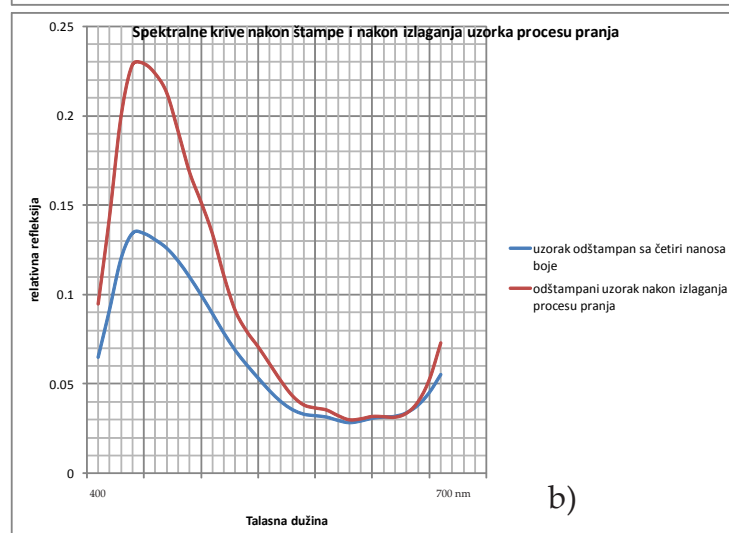 Spektralne krive nakon štampe i nakon izlaganja uzorka procesu pranja
0.25
0.2
0.15
0.1
0.05
0
relativna refleksija
400
700 nm
Talasna dužina
uzorak odštampan sa četiri nanosa
boje
odštampani uzorak nakon izlaganja
procesu pranja
b)